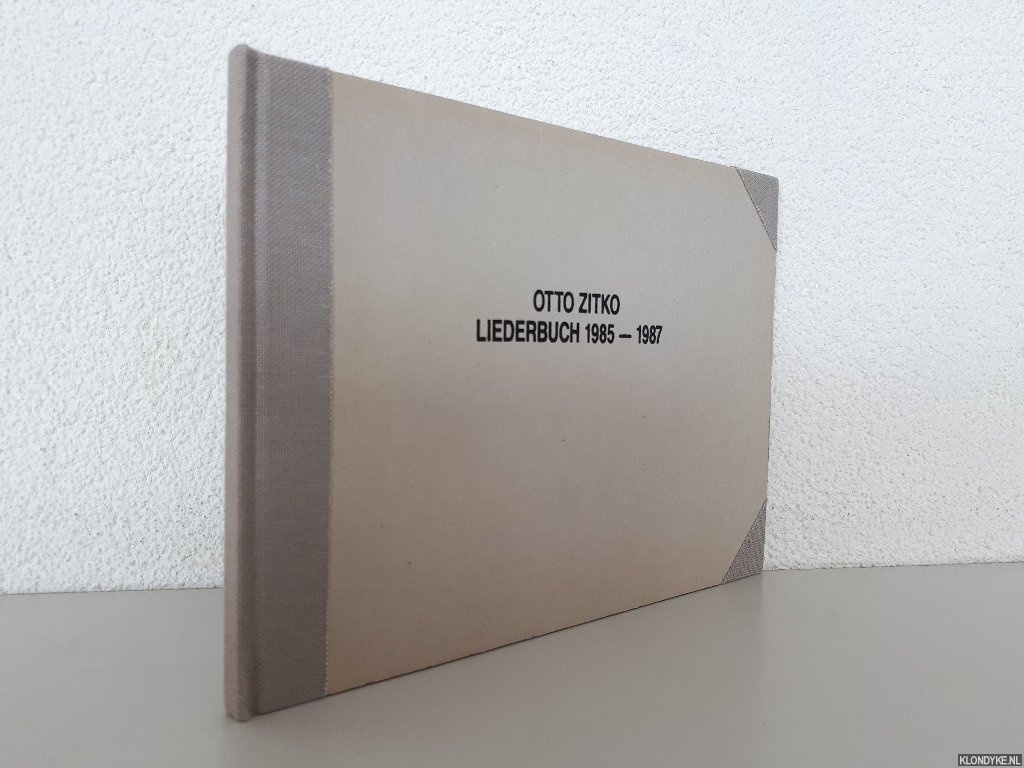 OTTO ZITKO
LIEDERBUCH 1985 — 1987
KLONDYKE.NL